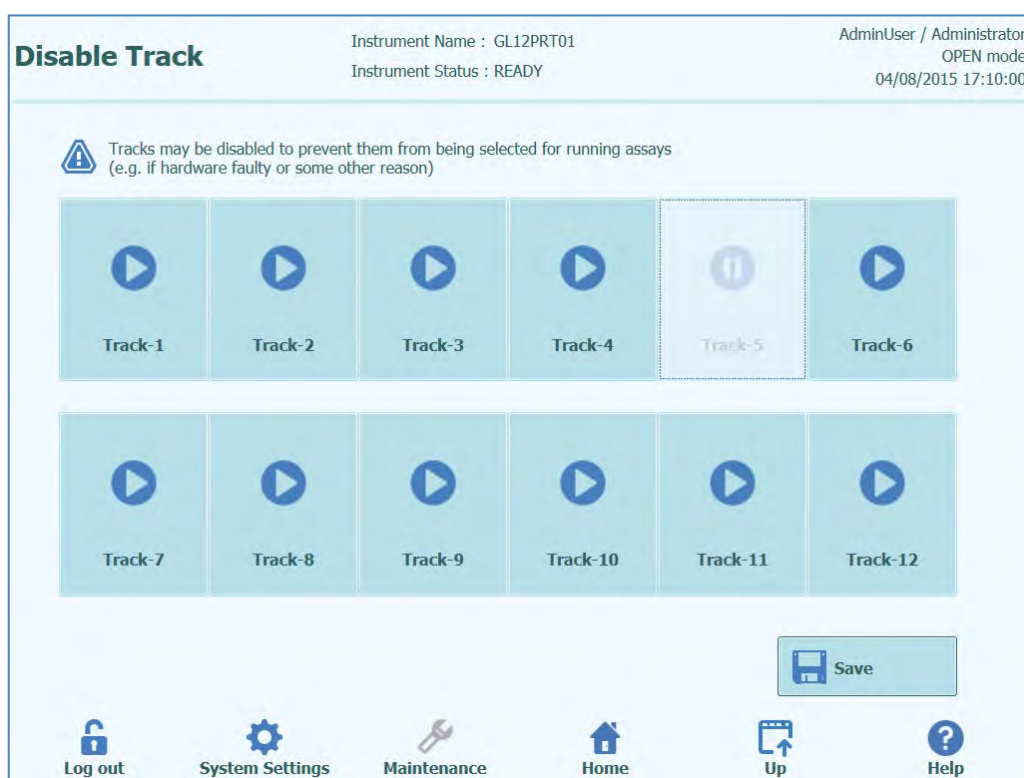 Disable Track
Instrument Name : GL12PRT01
Instrument Status : READY
AdminUser / Administrator
OPEN mode
04/08/2015 17:10:00
Tracks may be disabled to prevent them from being selected for running assays
(e.g. if hardware faulty or some other reason)
Track-1 Track-2 Track-3 Track-4 Track-5 Track-6
Track-7 Track-8 Track-9 Track-10 Track-11 Track-12
Save
Log out System Settings Maintenance Home Up Help